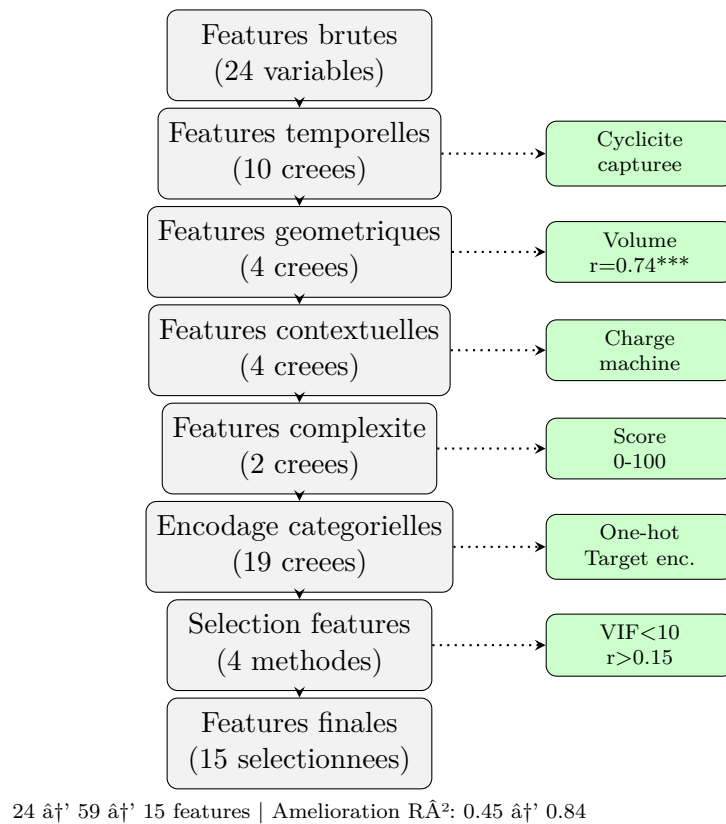 Features brutes
(24 variables)
Features temporelles
(10 creees)
Cyclicite
capturee
Features geometriques
(4 creees)
Volume
r=0.74***
Features contextuelles
(4 creees)
Charge
machine
Features complexite
(2 creees)
Score
0-100
Encodage categorielles
(19 creees)
One-hot
Target enc.
Selection features
(4 methodes)
VIF<10
r>0.15
Features finales
(15 selectionnees)
24 â†’ 59 â†’ 15 features | Amelioration RÂ²: 0.45 â†’ 0.84